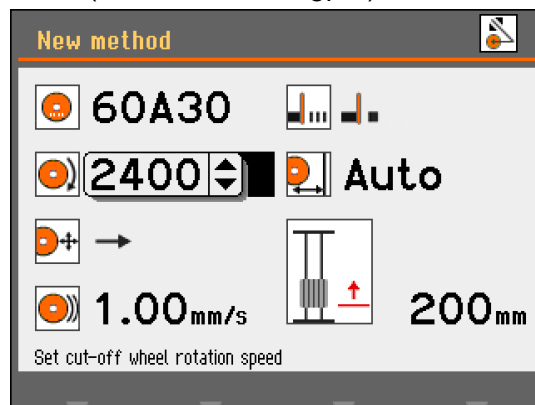 New method
60A30
2400 Auto
1.00mm/s 200mm
Set cut-off wheel rotation speed